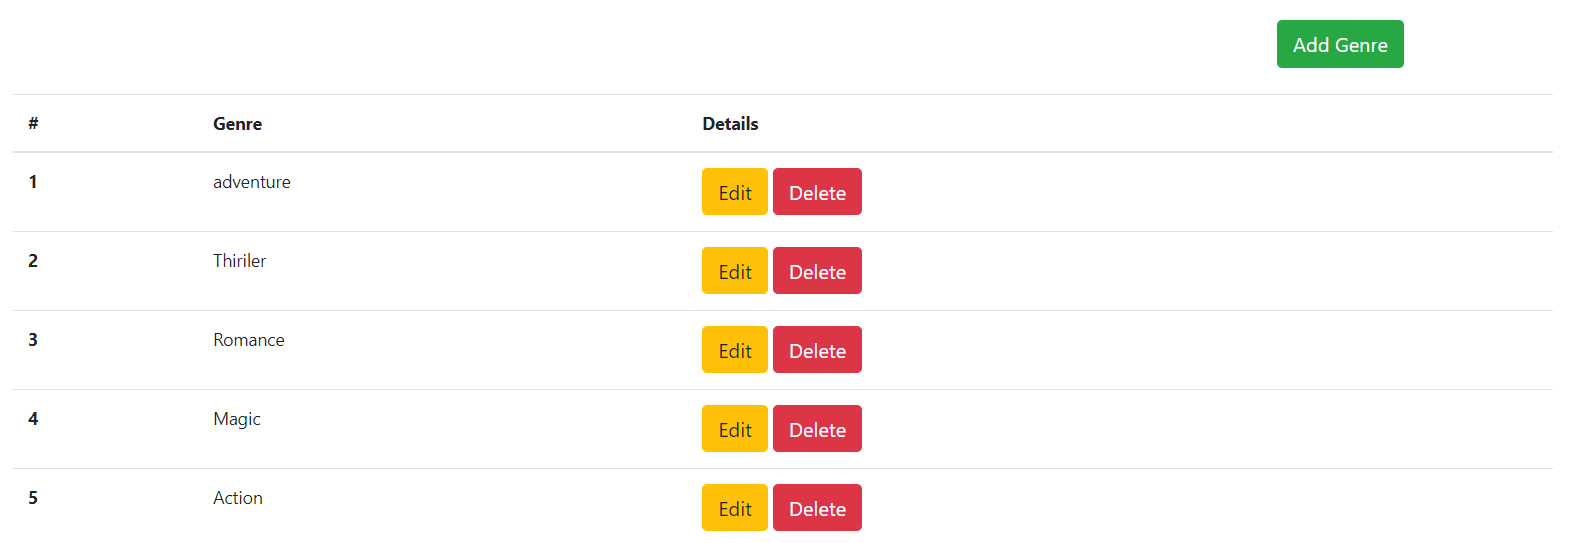 Add Genre
# Genre Details
1 adventure Edit Delete
2 Thiriler Edit Delete
3 Romance Edit Delete
4 Magic Edit Delete
5 Action Edit Delete